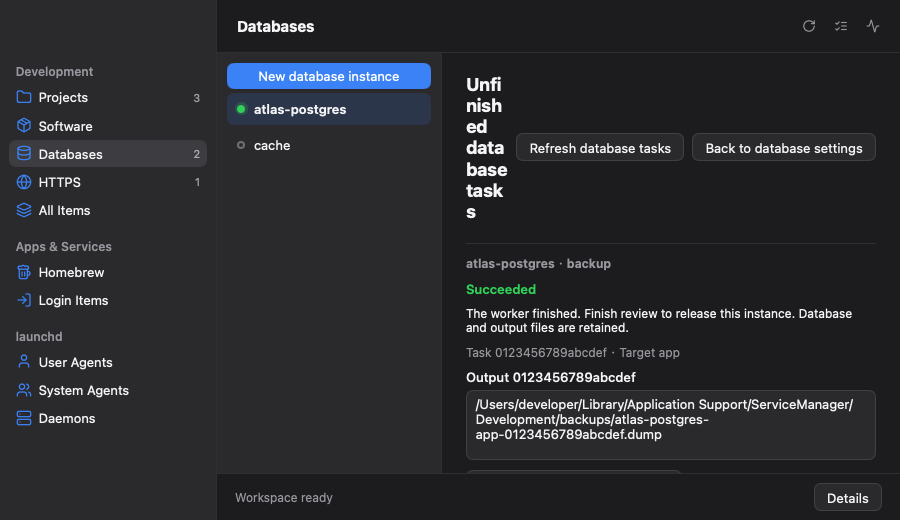 Databases
Development
Projects 3
Software
Databases 2
HTTPS 1
All Items
Apps & Services
Homebrew
Login Items
launchd
User Agents
System Agents
Daemons
New database instance
atlas-postgres
cache
Unfi
nish
ed
data
base
task
s
Refresh database tasks
Back to database settings
atlas-postgres · backup
Succeeded
The worker finished. Finish review to release this instance. Database
and output files are retained.
Task 0123456789abcdef · Target app
Output 0123456789abcdef
/Users/developer/Library/Application Support/ServiceManager/
Development/backups/atlas-postgres-
app-0123456789abcdef.dump
Workspace ready
Details